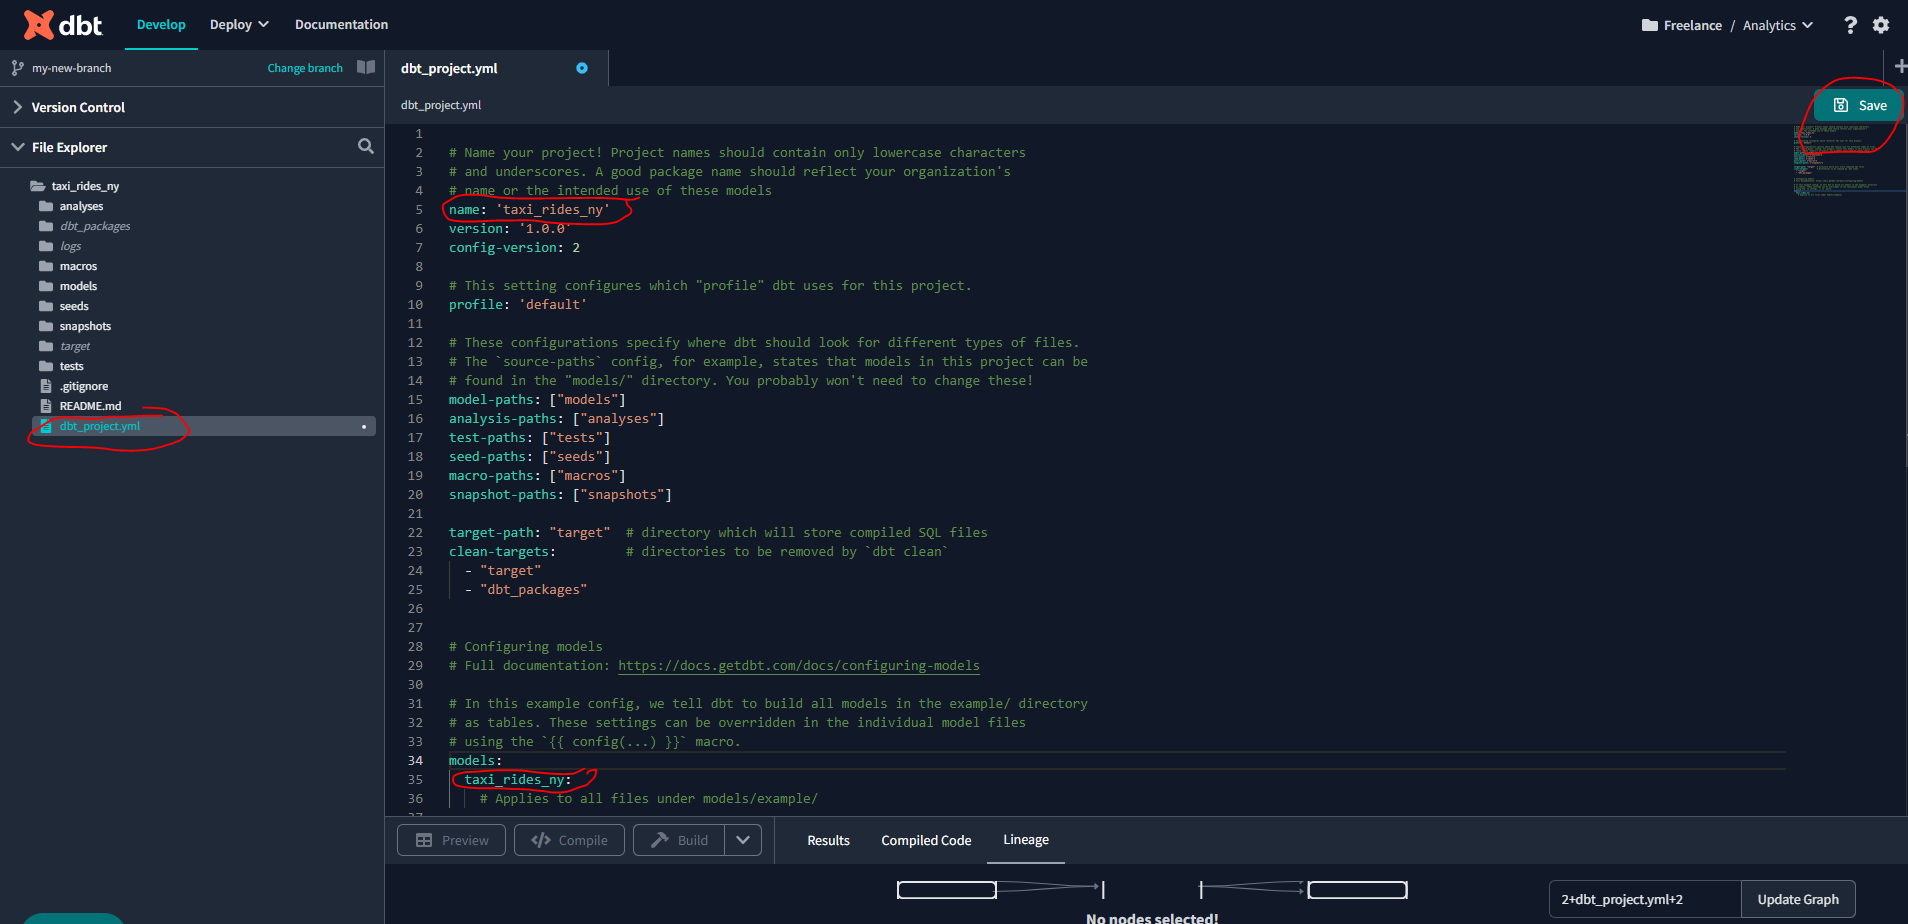 dbt
Develop
Deploy
Documentation
Freelance / Analytics
?
my-new-branch
Change branch
dbt_project.yml
Version Control
dbt_project.yml
Save
File Explorer
taxi_rides_ny
analyses
dbt_packages
logs
macros
models
seeds
snapshots
target
tests
.gitignore
README.md
dbt_project.yml
1
2 # Name your project! Project names should contain only lowercase characters
3 # and underscores. A good package name should reflect your organization's
4 # name or the intended use of these models
5 name: 'taxi_rides_ny'
6 version: '1.0.0'
7 config-version: 2
8
9 # This setting configures which "profile" dbt uses for this project.
10 profile: 'default'
11
12 # These configurations specify where dbt should look for different types of files.
13 # The `source-paths` config, for example, states that models in this project can be
14 # found in the "models/" directory. You probably won't need to change these!
15 model-paths: ["models"]
16 analysis-paths: ["analyses"]
17 test-paths: ["tests"]
18 seed-paths: ["seeds"]
19 macro-paths: ["macros"]
20 snapshot-paths: ["snapshots"]
21
22 target-path: "target"  # directory which will store compiled SQL files
23 clean-targets:         # directories to be removed by `dbt clean`
24   - "target"
25   - "dbt_packages"
26
27
28 # Configuring models
29 # Full documentation: https://docs.getdbt.com/docs/configuring-models
30
31 # In this example config, we tell dbt to build all models in the example/ directory
32 # as tables. These settings can be overridden in the individual model files
33 # using the `{{ config(...) }}` macro.
34 models:
35   taxi_rides_ny:
36     # Applies to all files under models/example/
37
Preview
Compile
Build
Results
Compiled Code
Lineage
2+dbt_project.yml+2
Update Graph
No nodes selected!